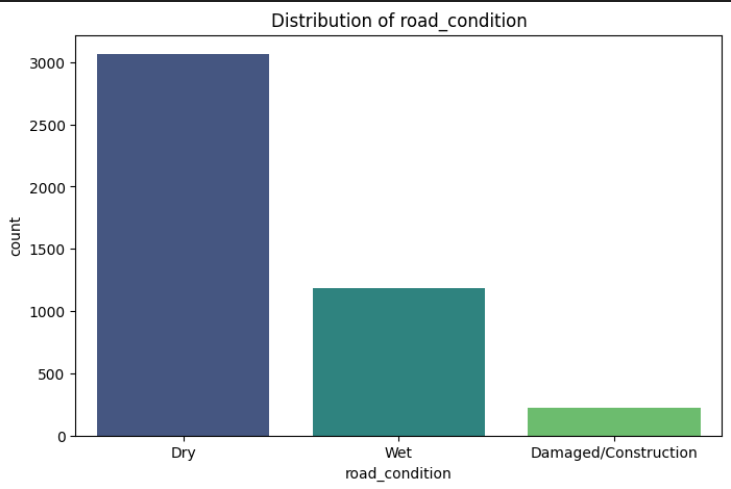 Distribution of road_condition
3000
2500
2000
1500
1000
500
0
count
Dry Wet Damaged/Construction
road_condition